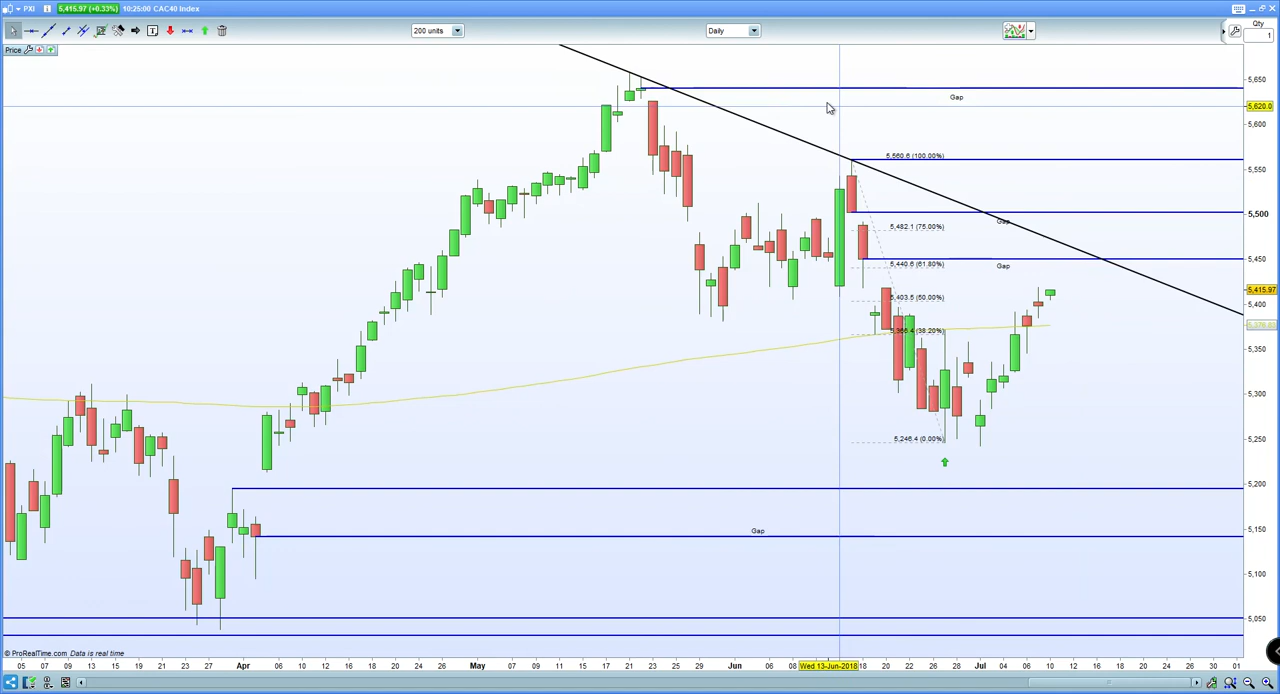 PXI 5,415.97 (+0.33%) 10:25:00 CAC40 Index
200 units Daily Qty
1
Price
5,650
Gap
5,620.0
5,600
5,560.6 (100.00%)
5,550
5,500
Gap
5,482.1 (75.00%)
5,450
5,440.6 (61.80%) Gap
5,403.5 (50.00%) 5,415.97
5,400
5,366.4 (38.20%)
5,350
5,300
5,246.4 (0.00%) 5,250
5,200
Gap 5,150
5,100
5,050
© ProRealTime.com Data is real time
05 07 09 13 15 19 21 23 27 Apr 06 10 12 16 18 20 24 26 May 07 09 11 15 17 21 23 25 29 Jun 06 08 Wed 13-Jun-2018 18 20 22 26 28 Jul 04 06 10 12 16 18 20 24 26 30 01